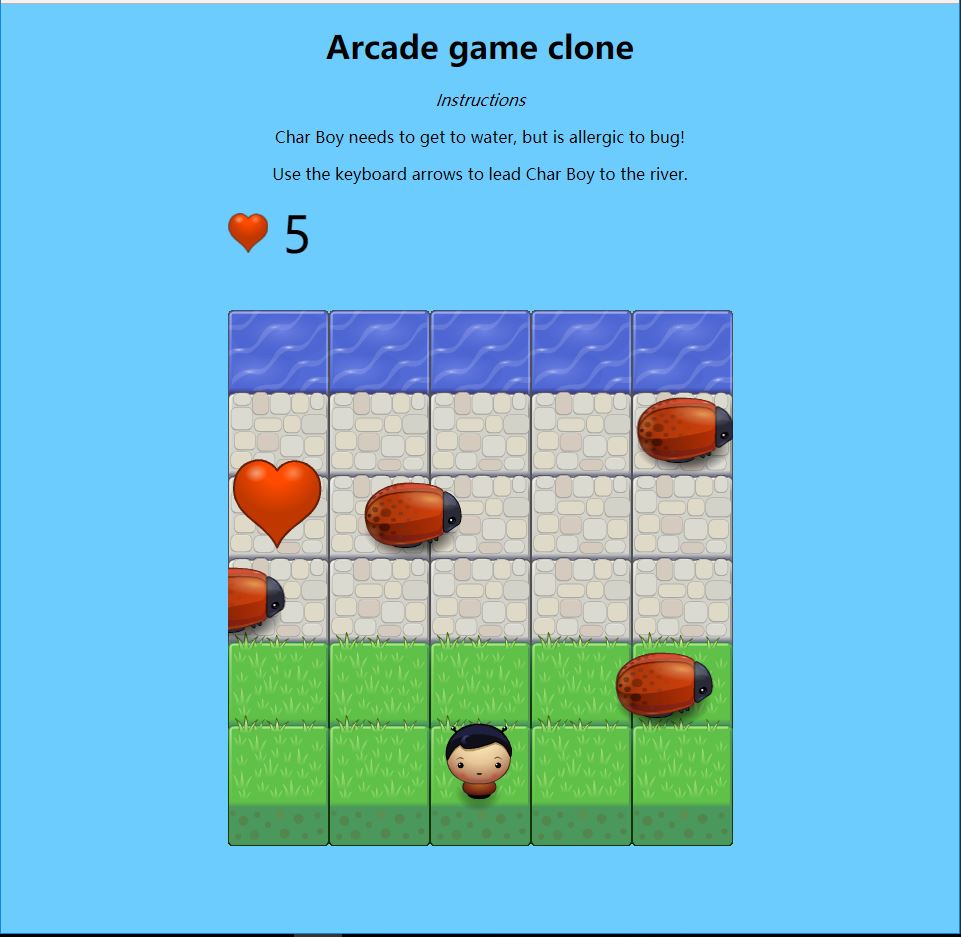 Arcade game clone
Instructions
Char Boy needs to get to water, but is allergic to bug!
Use the keyboard arrows to lead Char Boy to the river.
5